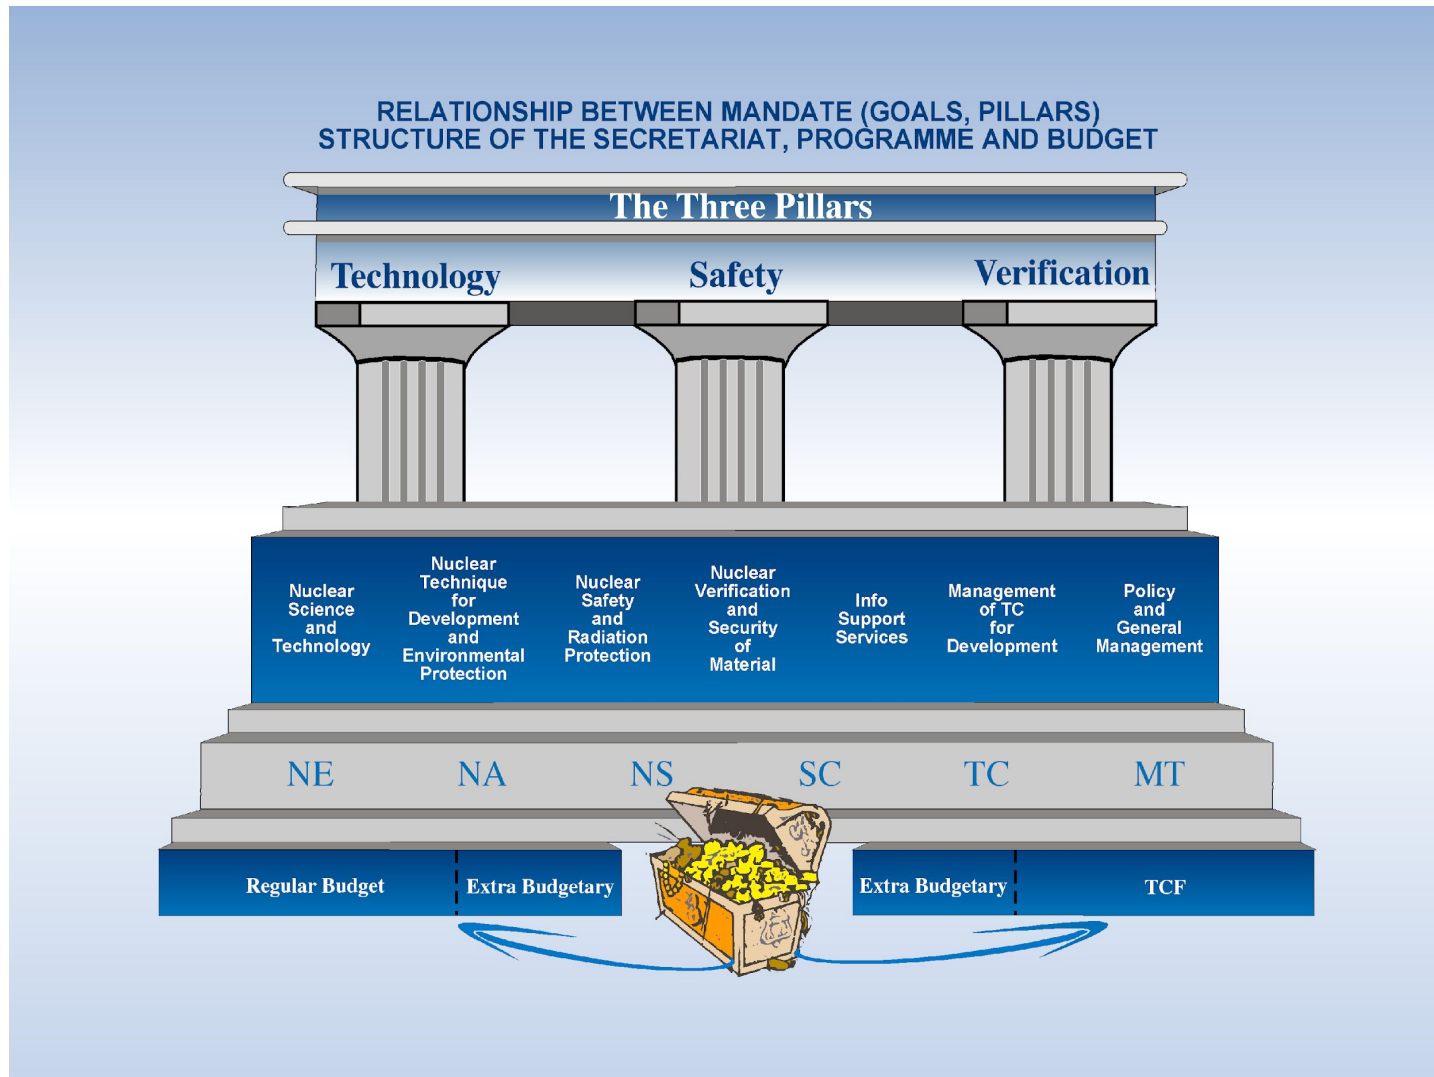 RELATIONSHIP BETWEEN MANDATE (GOALS, PILLARS)
STRUCTURE OF THE SECRETARIAT, PROGRAMME AND BUDGET
The Three Pillars
Technology
Safety
Verification
Nuclear
Science
and
Technology
Nuclear
Technique
for
Development
and
Environmental
Protection
Nuclear
Safety
and
Radiation
Protection
Nuclear
Verification
and
Security
of
Material
Info
Support
Services
Management
of TC
for
Development
Policy
and
General
Management
NE
NA
NS
SC
TC
MT
Regular Budget
Extra Budgetary
Extra Budgetary
TCF